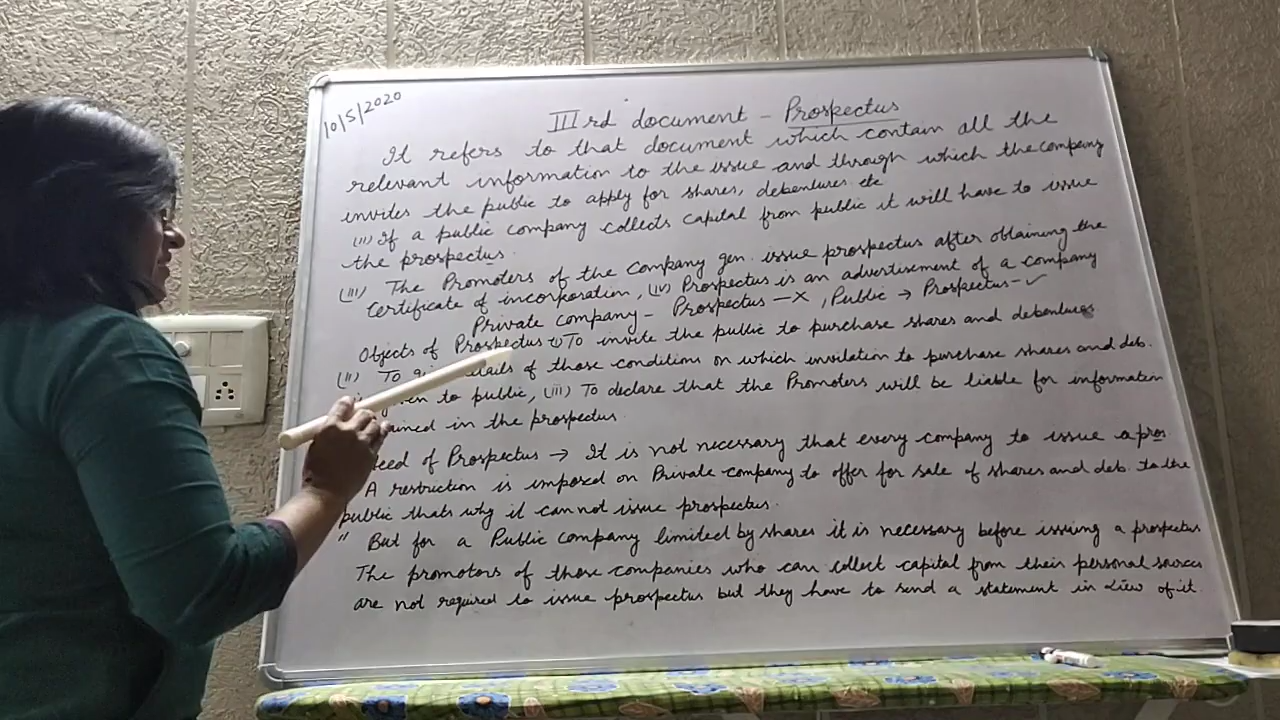 10/5/2020
IIIrd document - Prospectus
It refers to that document which contain all the
relevant information to the issue and through which the company
invites the public to apply for shares, debentures etc
(II) If a public company collects capital from public it will have to issue
the prospectus.
(III) The Promoters of the company gen. issue prospectus after obtaining the
Certificate of incorporation, (IV) Prospectus is an advertisement of a company
Private company - Prospectus - X, Public → Prospectus - ✓
Objects of Prospectus (I) To invite the public to purchase shares and debentures
(II) To details of those conditions on which invitation to purchase shares and deb.
to public, (III) To declare that the Promoters will be liable for information
in the prospectus.
of Prospectus → It is not necessary that every company to issue a pros.
A restruction is imposed on Private company to offer for sale of shares and deb. to the
public thats why it can not issue prospectus.
" But for a Public company limited by shares it is necessary before issuing a prospectus
The promotors of those companies who can collect capital from their personal sources
are not required to issue prospectus but they have to send a statement in liew of it